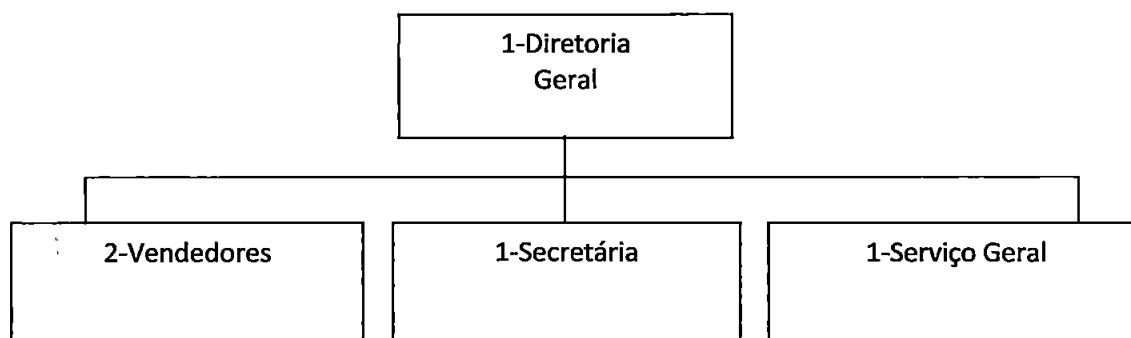 1-Diretoria
Geral
2-Vendedores
1-Secretária
1-Serviço Geral